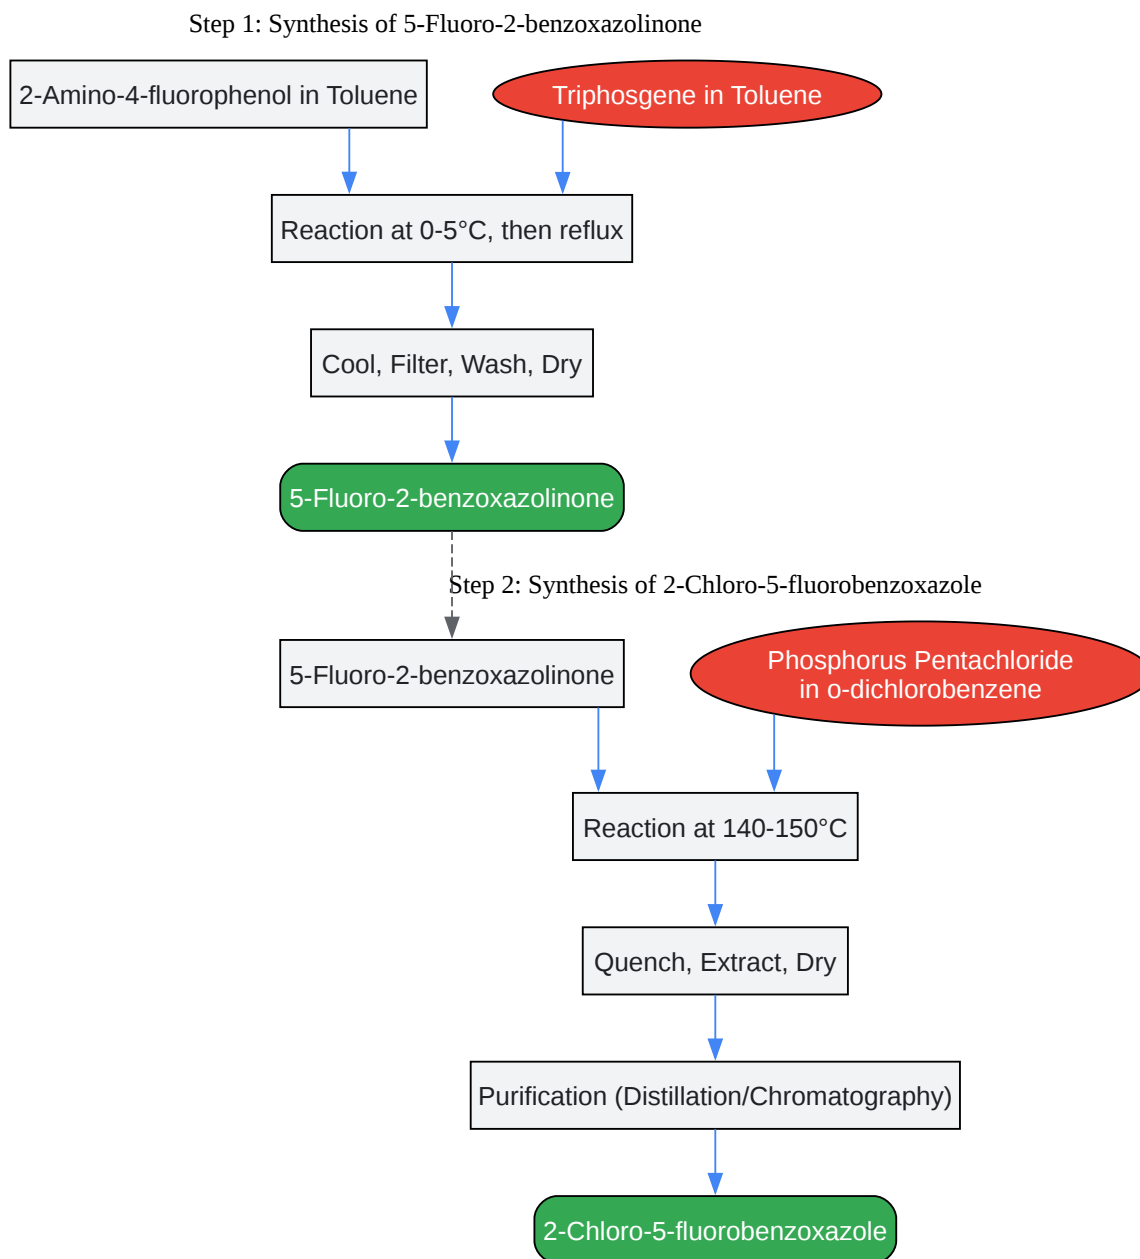 Step 1: Synthesis of 5-Fluoro-2-benzoxazolinone
2-Amino-4-fluorophenol in Toluene
Triphosgene in Toluene
Reaction at 0-5°C, then reflux
Cool, Filter, Wash, Dry
5-Fluoro-2-benzoxazolinone
Step 2: Synthesis of 2-Chloro-5-fluorobenzoxazole
5-Fluoro-2-benzoxazolinone
Phosphorus Pentachloride
in o-dichlorobenzene
Reaction at 140-150°C
Quench, Extract, Dry
Purification (Distillation/Chromatography)
2-Chloro-5-fluorobenzoxazole